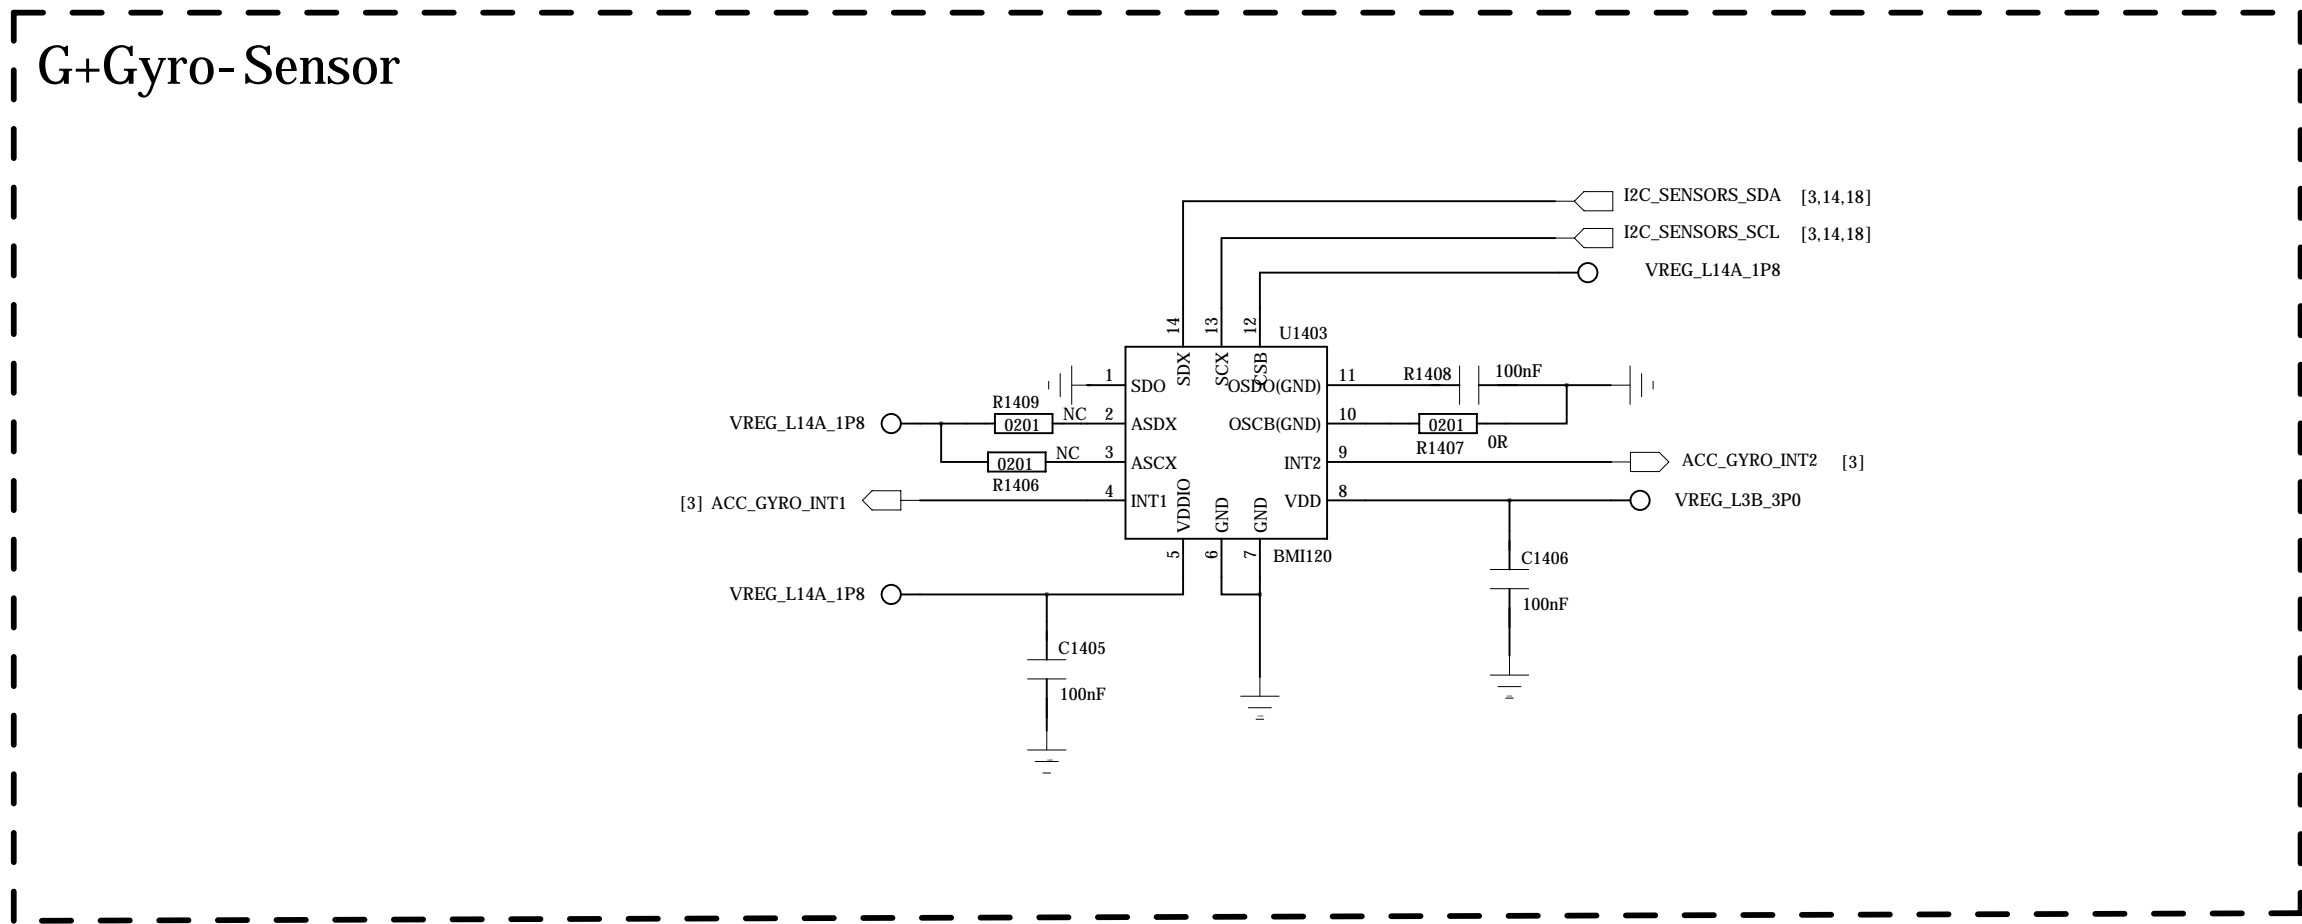 G+Gyro-Sensor
I2C_SENSORS_SDA [3,14,18]
I2C_SENSORS_SCL [3,14,18]
VREG_L14A_1P8
14
13
12
U1403
SDX
SCX
CSB
1
SDO
OSDO(GND)
11
R1408
100nF
R1409
VREG_L14A_1P8
0201
NC
2
ASDX
OSCB(GND)
10
0201
0R
R1407
0201
NC
3
ASCX
INT2
9
ACC_GYRO_INT2 [3]
R1406
[3] ACC_GYRO_INT1
4
INT1
VDDIO
GND
GND
VDD
8
VREG_L3B_3P0
5
6
7
BMI120
C1406
100nF
VREG_L14A_1P8
C1405
100nF